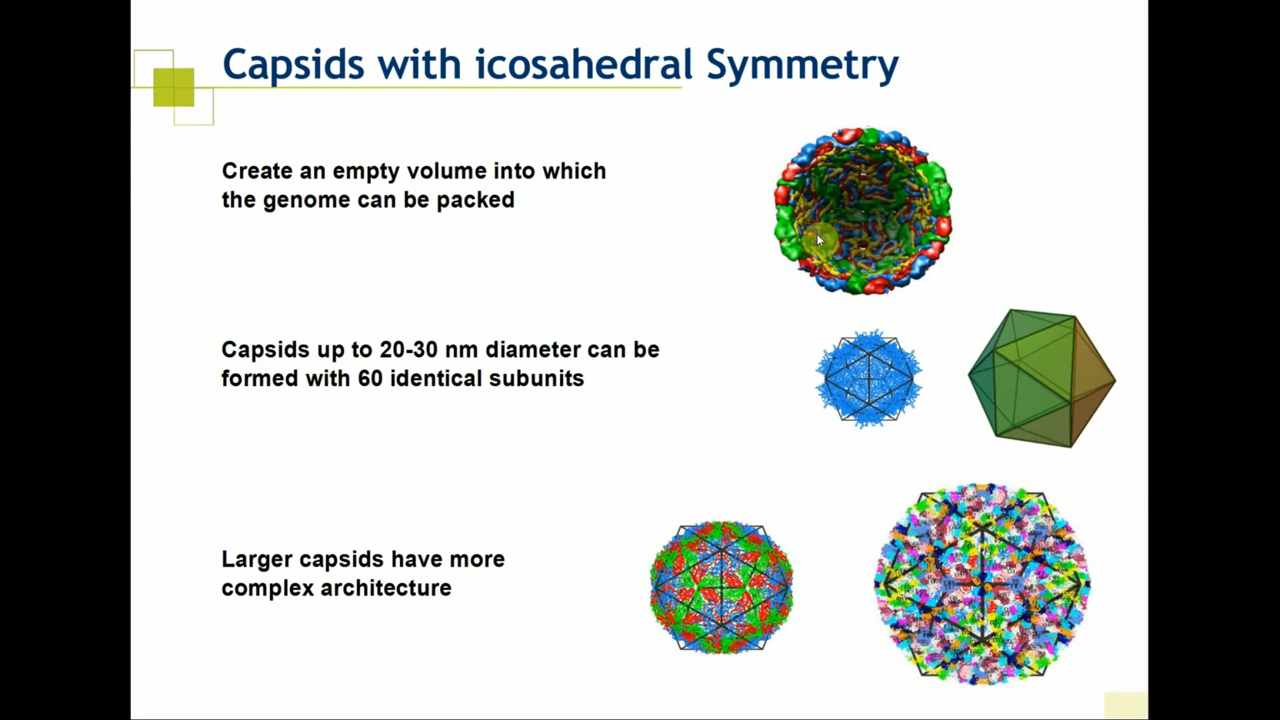 Capsids with icosahedral Symmetry
Create an empty volume into which
the genome can be packed
Capsids up to 20-30 nm diameter can be
formed with 60 identical subunits
Larger capsids have more
complex architecture